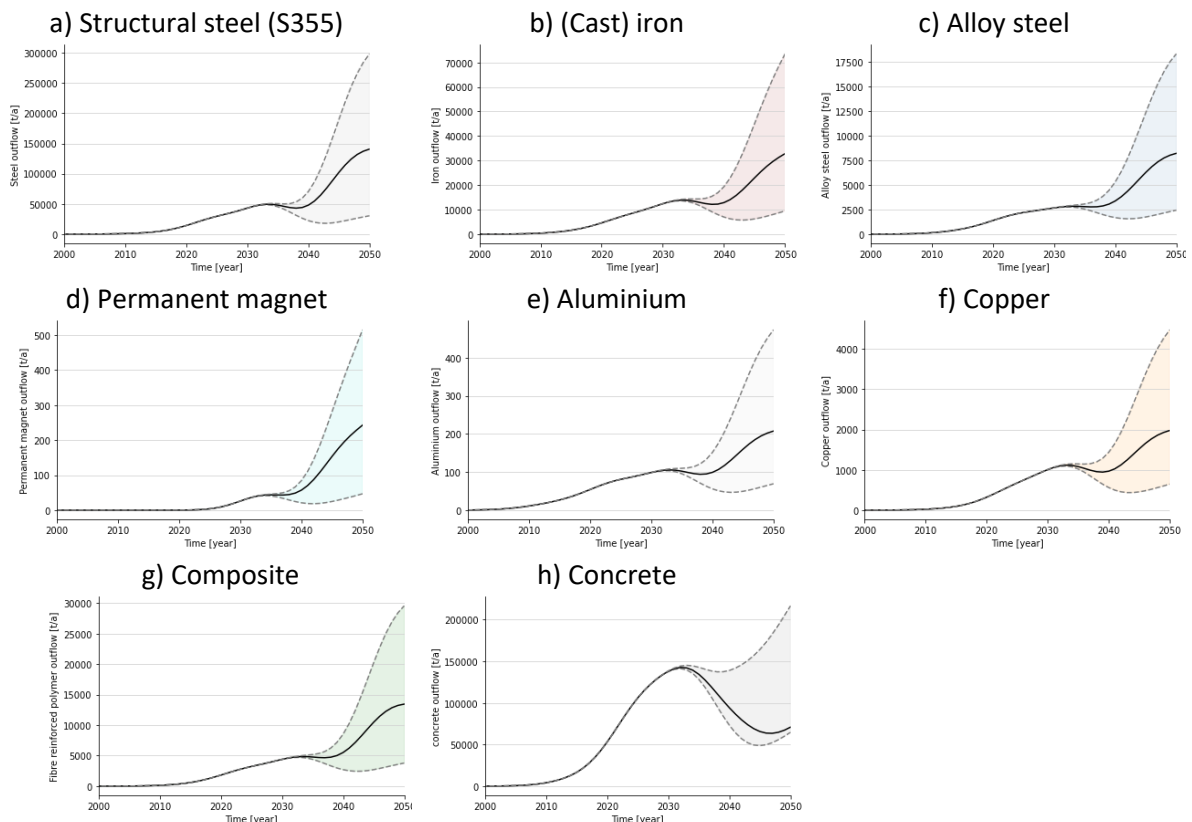 a) Structural steel (S355)
b) (Cast) iron
c) Alloy steel
300000
250000
200000
150000
100000
50000
0
Steel outflow [t/a]
2000 2010 2020 2030 2040 2050
Time [year]
70000
60000
50000
40000
30000
20000
10000
0
Iron outflow [t/a]
2000 2010 2020 2030 2040 2050
Time [year]
17500
15000
12500
10000
7500
5000
2500
0
Alloy steel outflow [t/a]
2000 2010 2020 2030 2040 2050
Time [year]
d) Permanent magnet
e) Aluminium
f) Copper
500
400
300
200
100
0
Permanent magnet outflow [t/a]
2000 2010 2020 2030 2040 2050
Time [year]
400
300
200
100
0
Aluminium outflow [t/a]
2000 2010 2020 2030 2040 2050
Time [year]
4000
3000
2000
1000
0
Copper outflow [t/a]
2000 2010 2020 2030 2040 2050
Time [year]
g) Composite
h) Concrete
30000
25000
20000
15000
10000
5000
0
Fibre reinforced polymer outflow [t/a]
2000 2010 2020 2030 2040 2050
Time [year]
200000
150000
100000
50000
0
concrete outflow [t/a]
2000 2010 2020 2030 2040 2050
Time [year]